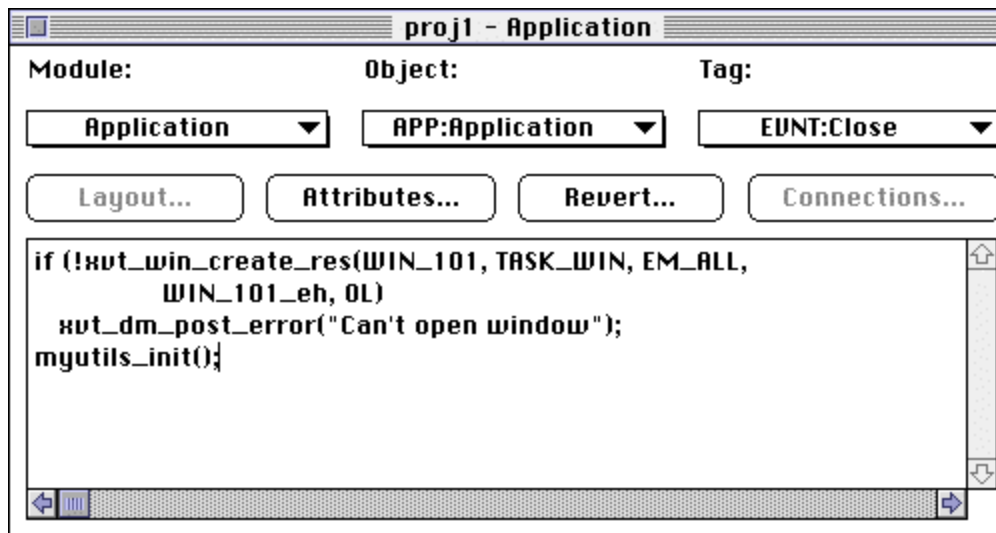 proj1 - Application
Module: Object: Tag:
Application APP:Application EVNT:Close
Layout... Attributes... Revert... Connections...
if (!xvt_win_create_res(WIN_101, TASK_WIN, EM_ALL,
WIN_101_eh, 0L)
xvt_dm_post_error("Can't open window");
myutils_init();